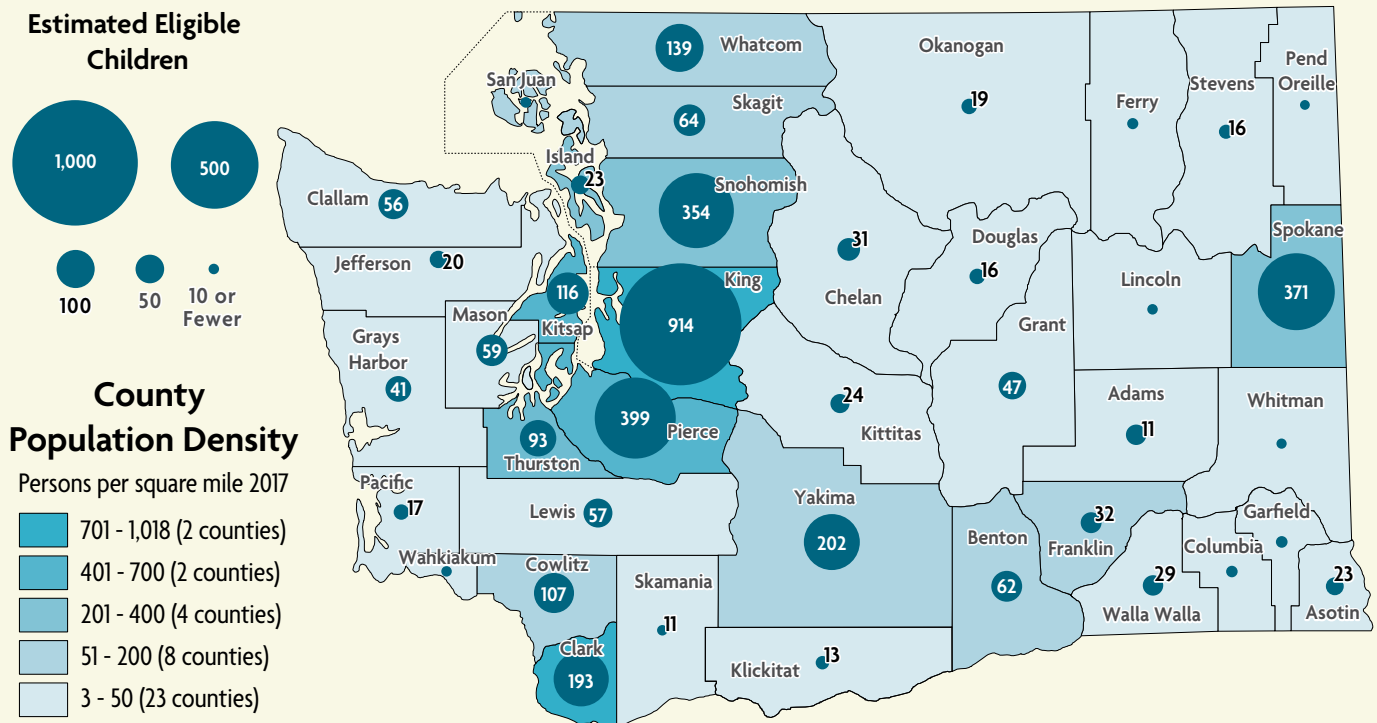 Estimated Eligible
Children
1,000
500
100
50
10 or
Fewer
County
Population Density
Persons per square mile 2017
701 - 1,018 (2 counties)
401 - 700 (2 counties)
201 - 400 (4 counties)
51 - 200 (8 counties)
3 - 50 (23 counties)
139
Whatcom
San Juan
Skagit
64
Island
23
Snohomish
354
Clallam
56
Jefferson
20
King
914
116
Kitsap
Mason
59
Grays
Harbor
41
399
Pierce
93
Thurston
Pacific
17
Lewis
57
Wahkiakum
Cowlitz
107
Clark
193
Skamania
11
Okanogan
19
Ferry
Stevens
16
Pend
Oreille
31
Chelan
Douglas
16
Lincoln
Spokane
371
Grant
47
24
Kittitas
Adams
11
Whitman
Yakima
202
Benton
62
32
Franklin
29
Walla Walla
Columbia
Garfield
23
Asotin
13
Klickitat